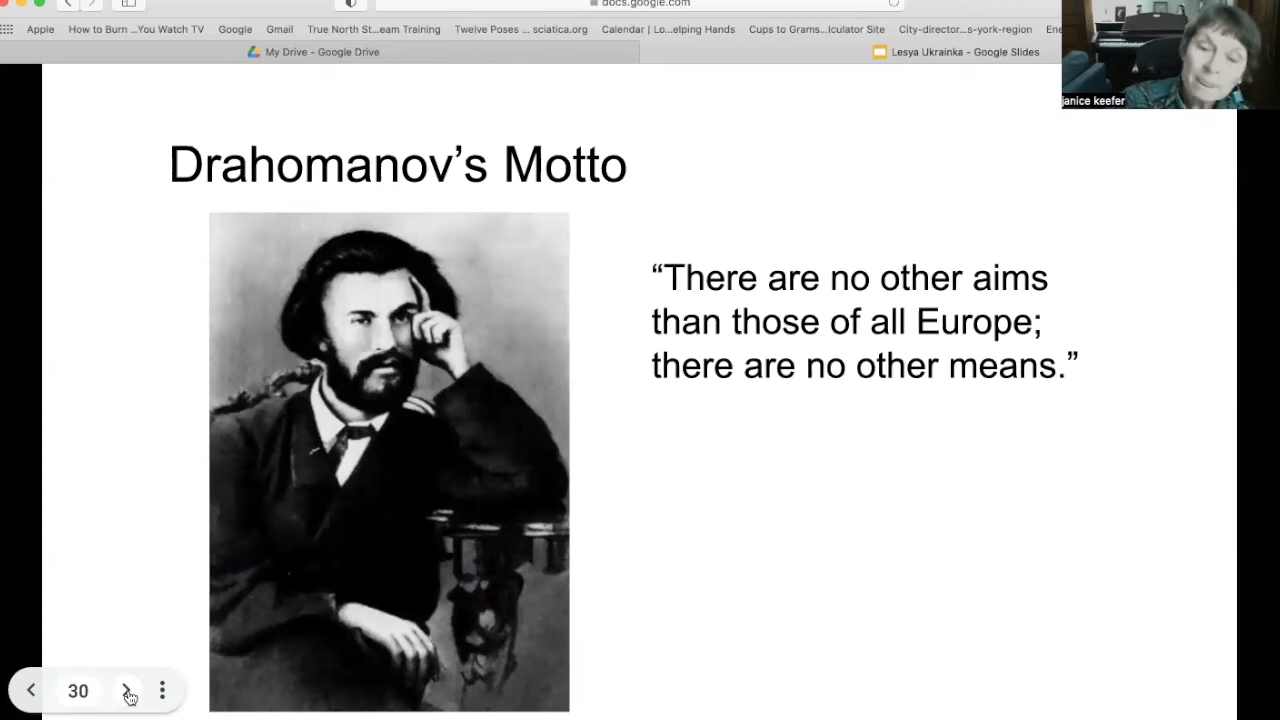 docs.google.com
Apple How to Burn ...You Watch TV Google Gmail True North St...eam Training Twelve Poses ... sciatica.org Calendar | Lo...elping Hands Cups to Grams...lculator Site City-director...s-york-region Ene
My Drive - Google Drive Lesya Ukrainka - Google Slides
janice keefer
Drahomanov’s Motto
“There are no other aims
than those of all Europe;
there are no other means.”
30